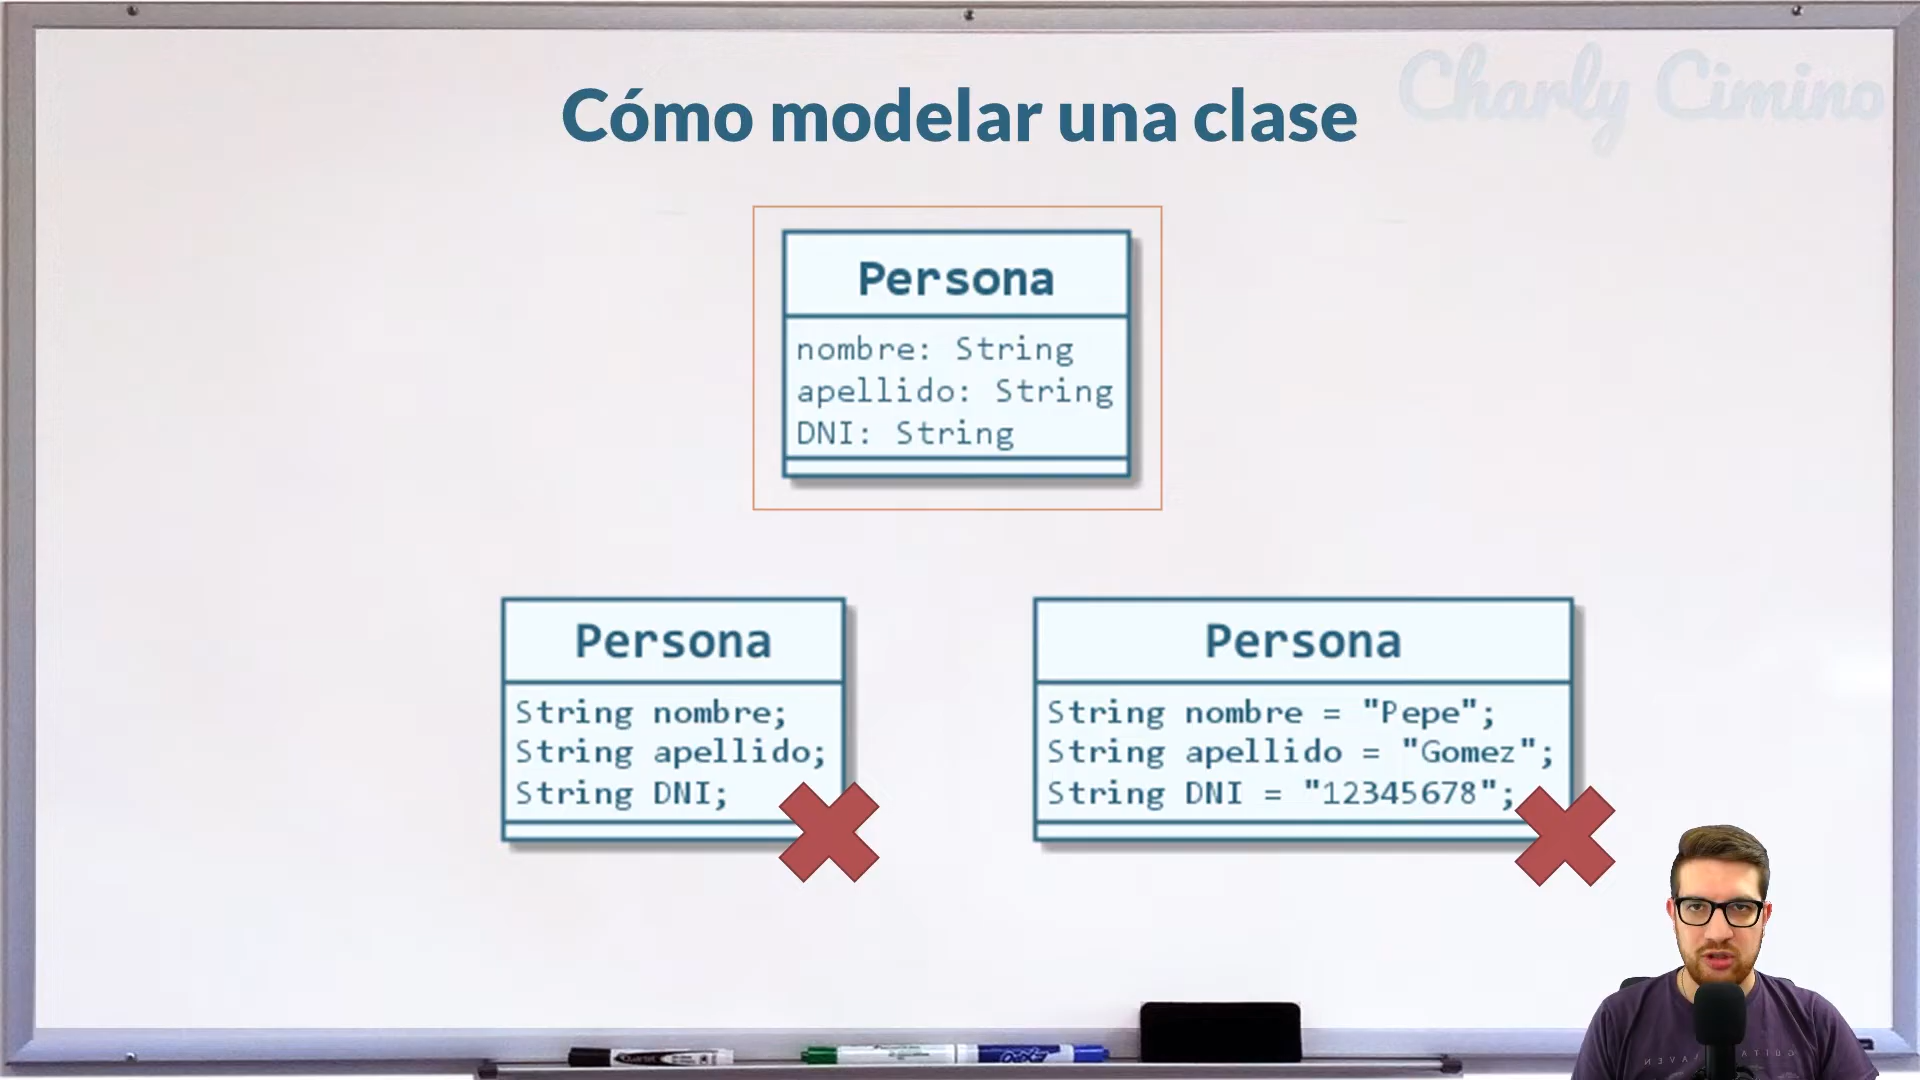 Charly Cimino
Cómo modelar una clase
Persona
nombre: String
apellido: String
DNI: String
Persona
String nombre;
String apellido;
String DNI;
Persona
String nombre = "Pepe";
String apellido = "Gomez";
String DNI = "12345678";